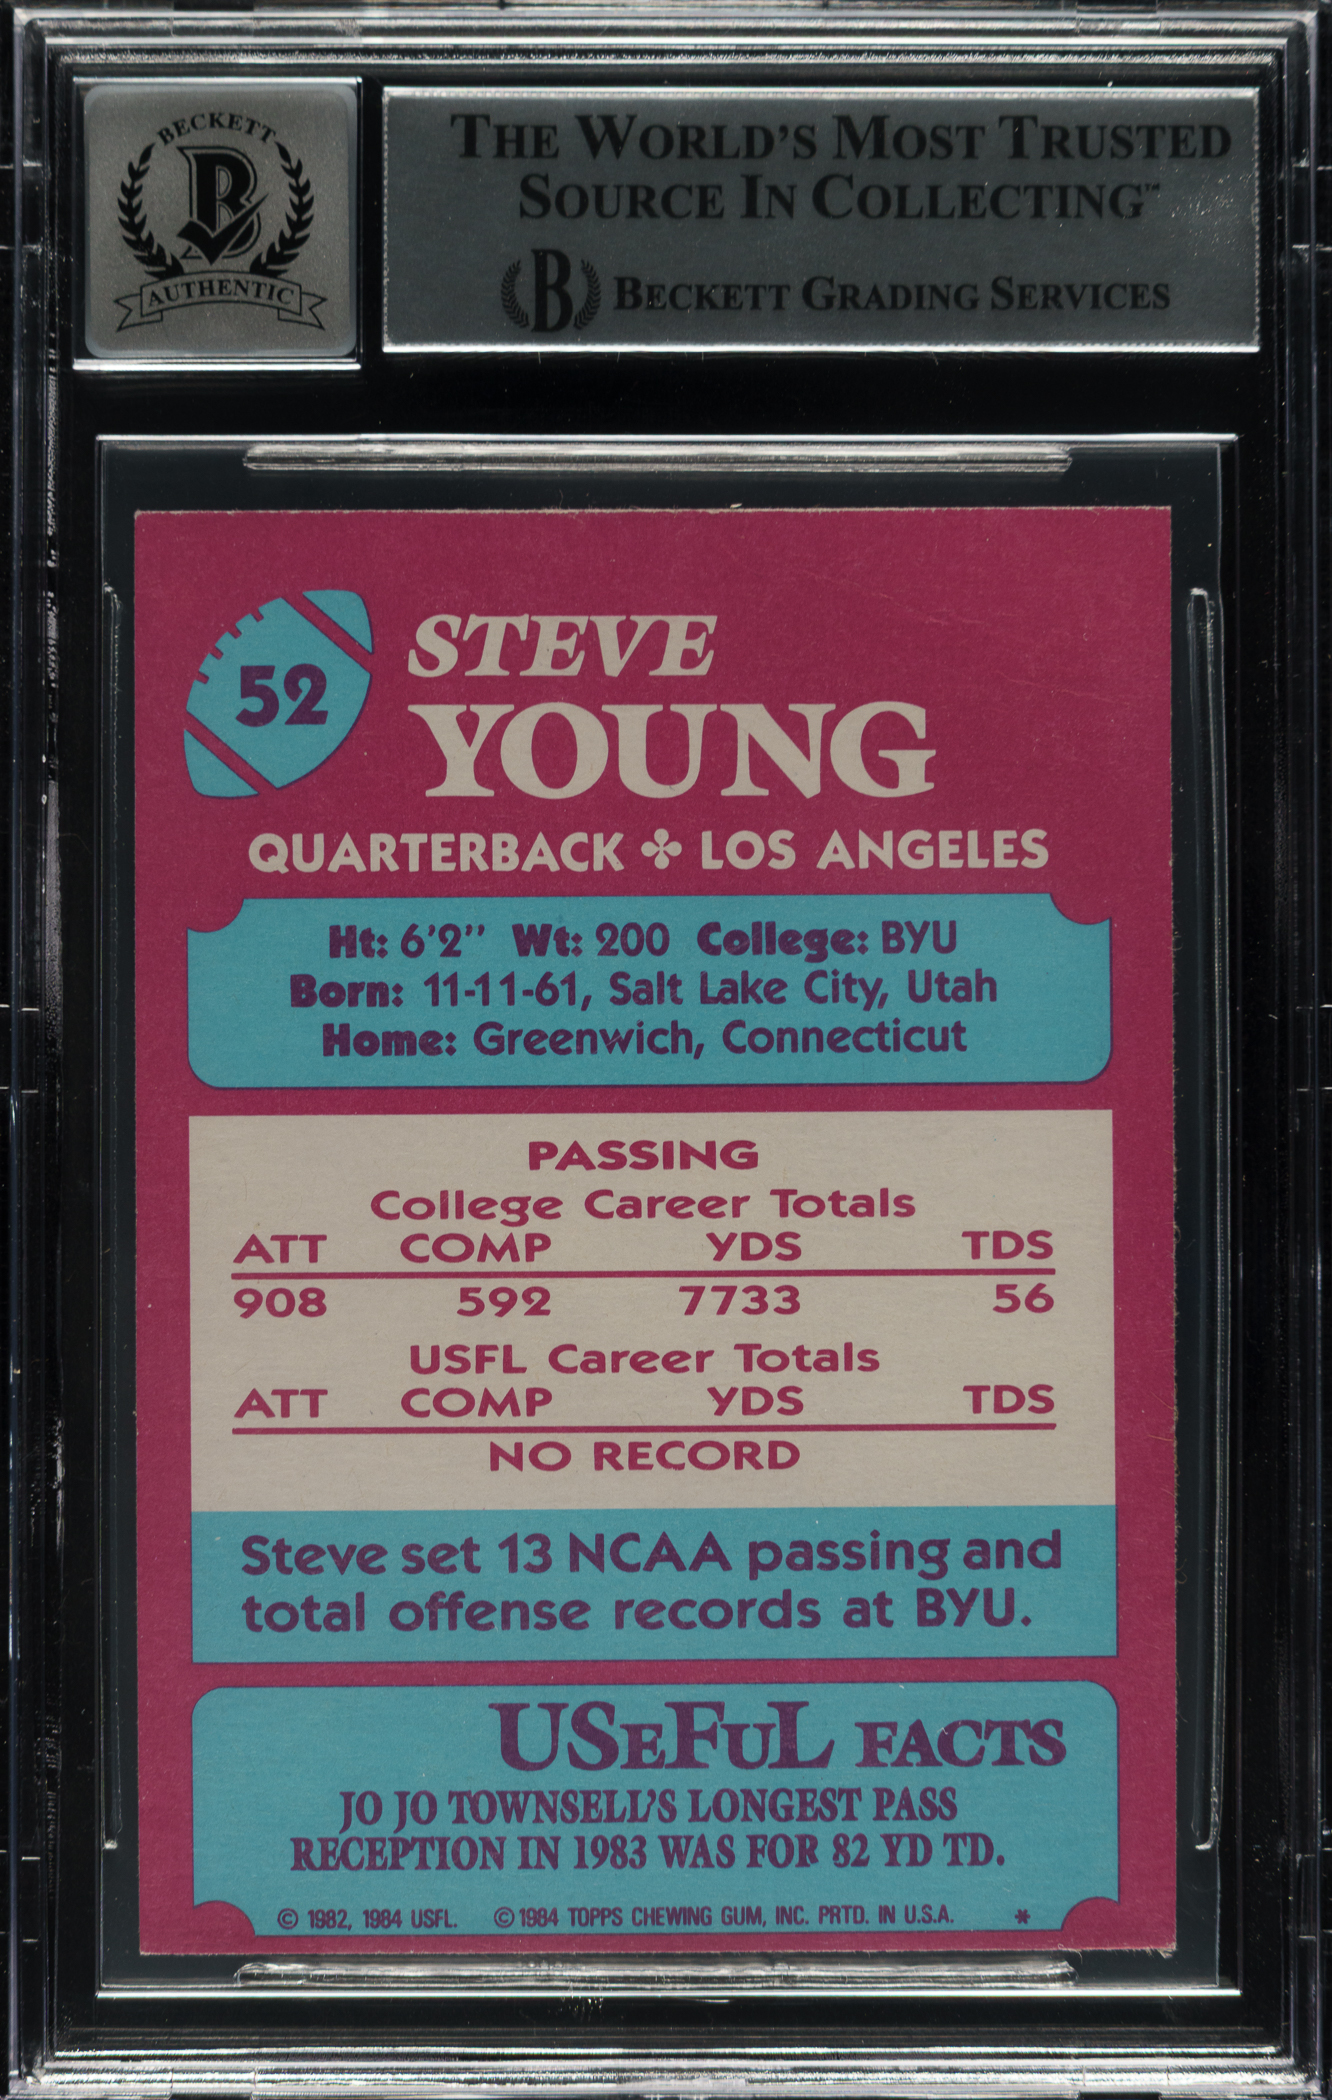 BECKETT
B
AUTHENTIC
THE WORLD'S MOST TRUSTED
SOURCE IN COLLECTING™
B BECKETT GRADING SERVICES
52
STEVE
YOUNG
QUARTERBACK ✤ LOS ANGELES
Ht: 6'2" Wt: 200 College: BYU
Born: 11-11-61, Salt Lake City, Utah
Home: Greenwich, Connecticut
PASSING
College Career Totals
ATT COMP YDS TDS
908 592 7733 56
USFL Career Totals
ATT COMP YDS TDS
NO RECORD
Steve set 13 NCAA passing and
total offense records at BYU.
USeFuL FACTS
JO JO TOWNSELL'S LONGEST PASS
RECEPTION IN 1983 WAS FOR 82 YD TD.
© 1982, 1984 USFL. © 1984 TOPPS CHEWING GUM, INC. PRTD. IN U.S.A. *